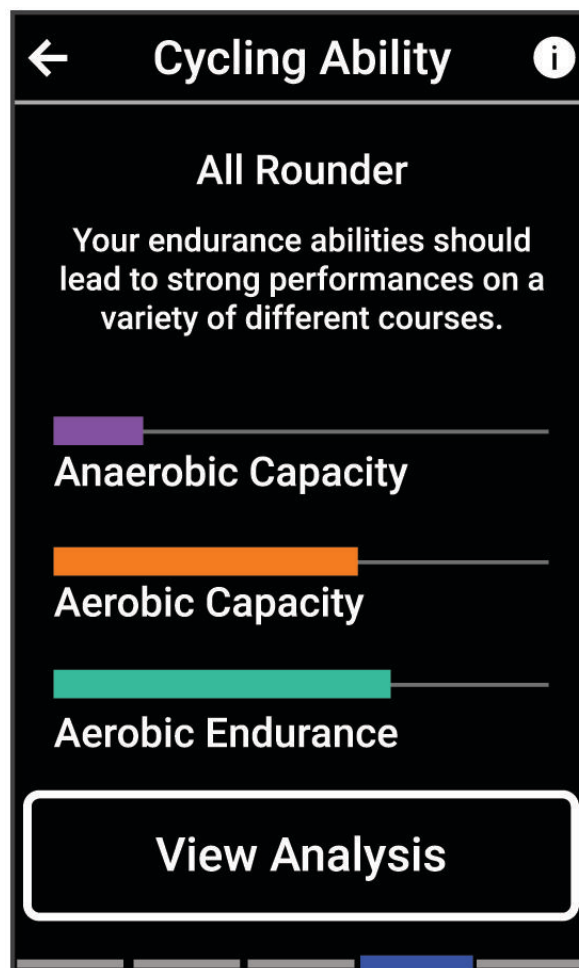 Cycling Ability
i
All Rounder
Your endurance abilities should
lead to strong performances on a
variety of different courses.
Anaerobic Capacity
Aerobic Capacity
Aerobic Endurance
View Analysis